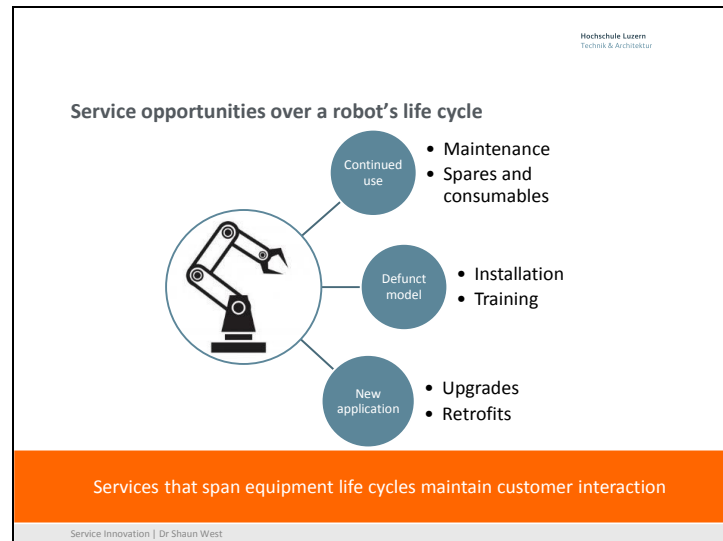 Hochschule Luzern
Technik & Architektur
Service opportunities over a robot's life cycle
Continued
use
• Maintenance
• Spares and
consumables
Defunct
model
• Installation
• Training
New
application
• Upgrades
• Retrofits
Services that span equipment life cycles maintain customer interaction
Service Innovation | Dr Shaun West